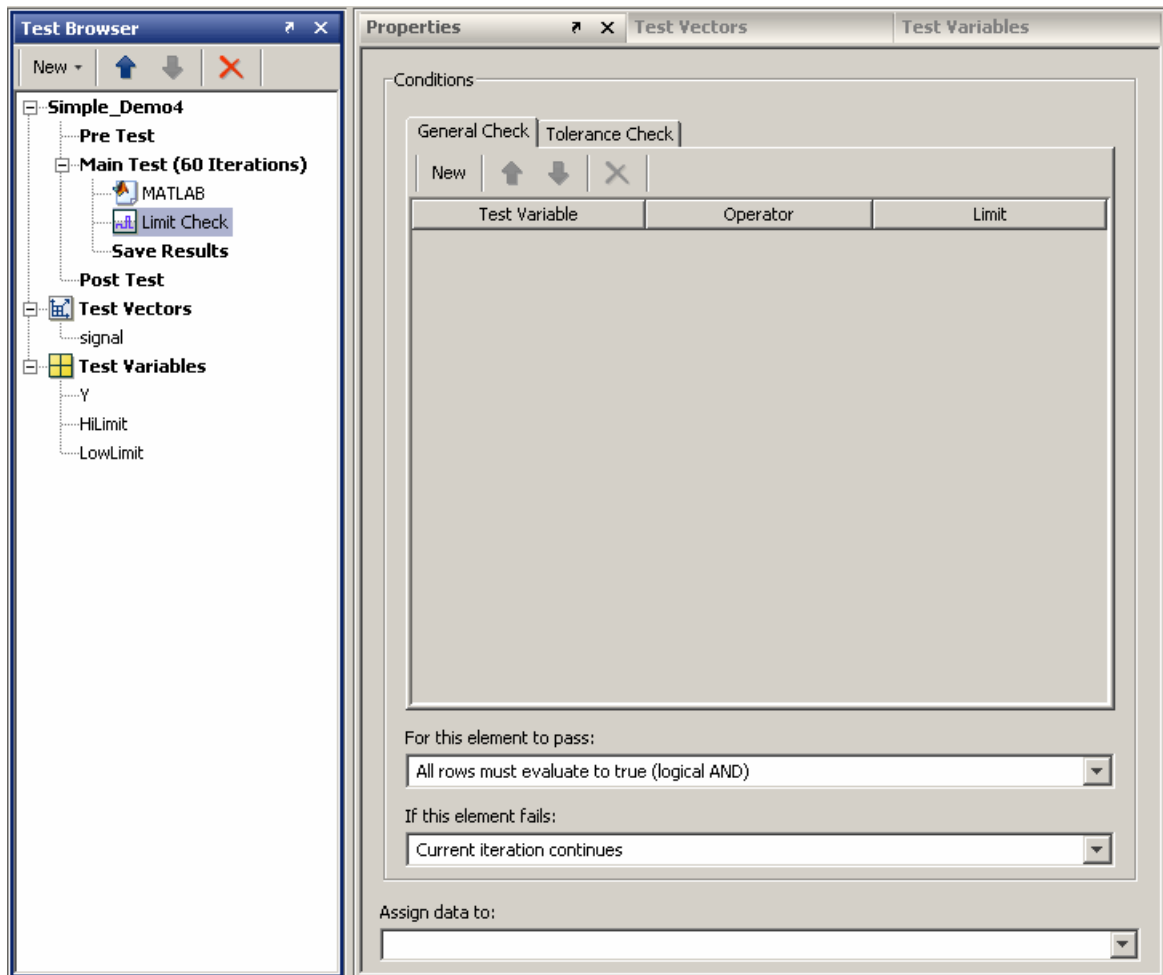 Test Browser
New
Simple_Demo4
Pre Test
Main Test (60 Iterations)
MATLAB
Limit Check
Save Results
Post Test
Test Vectors
signal
Test Variables
Y
HiLimit
LowLimit
Properties
Test Vectors
Test Variables
Conditions
General Check
Tolerance Check
New
Test Variable
Operator
Limit
For this element to pass:
All rows must evaluate to true (logical AND)
If this element fails:
Current iteration continues
Assign data to: